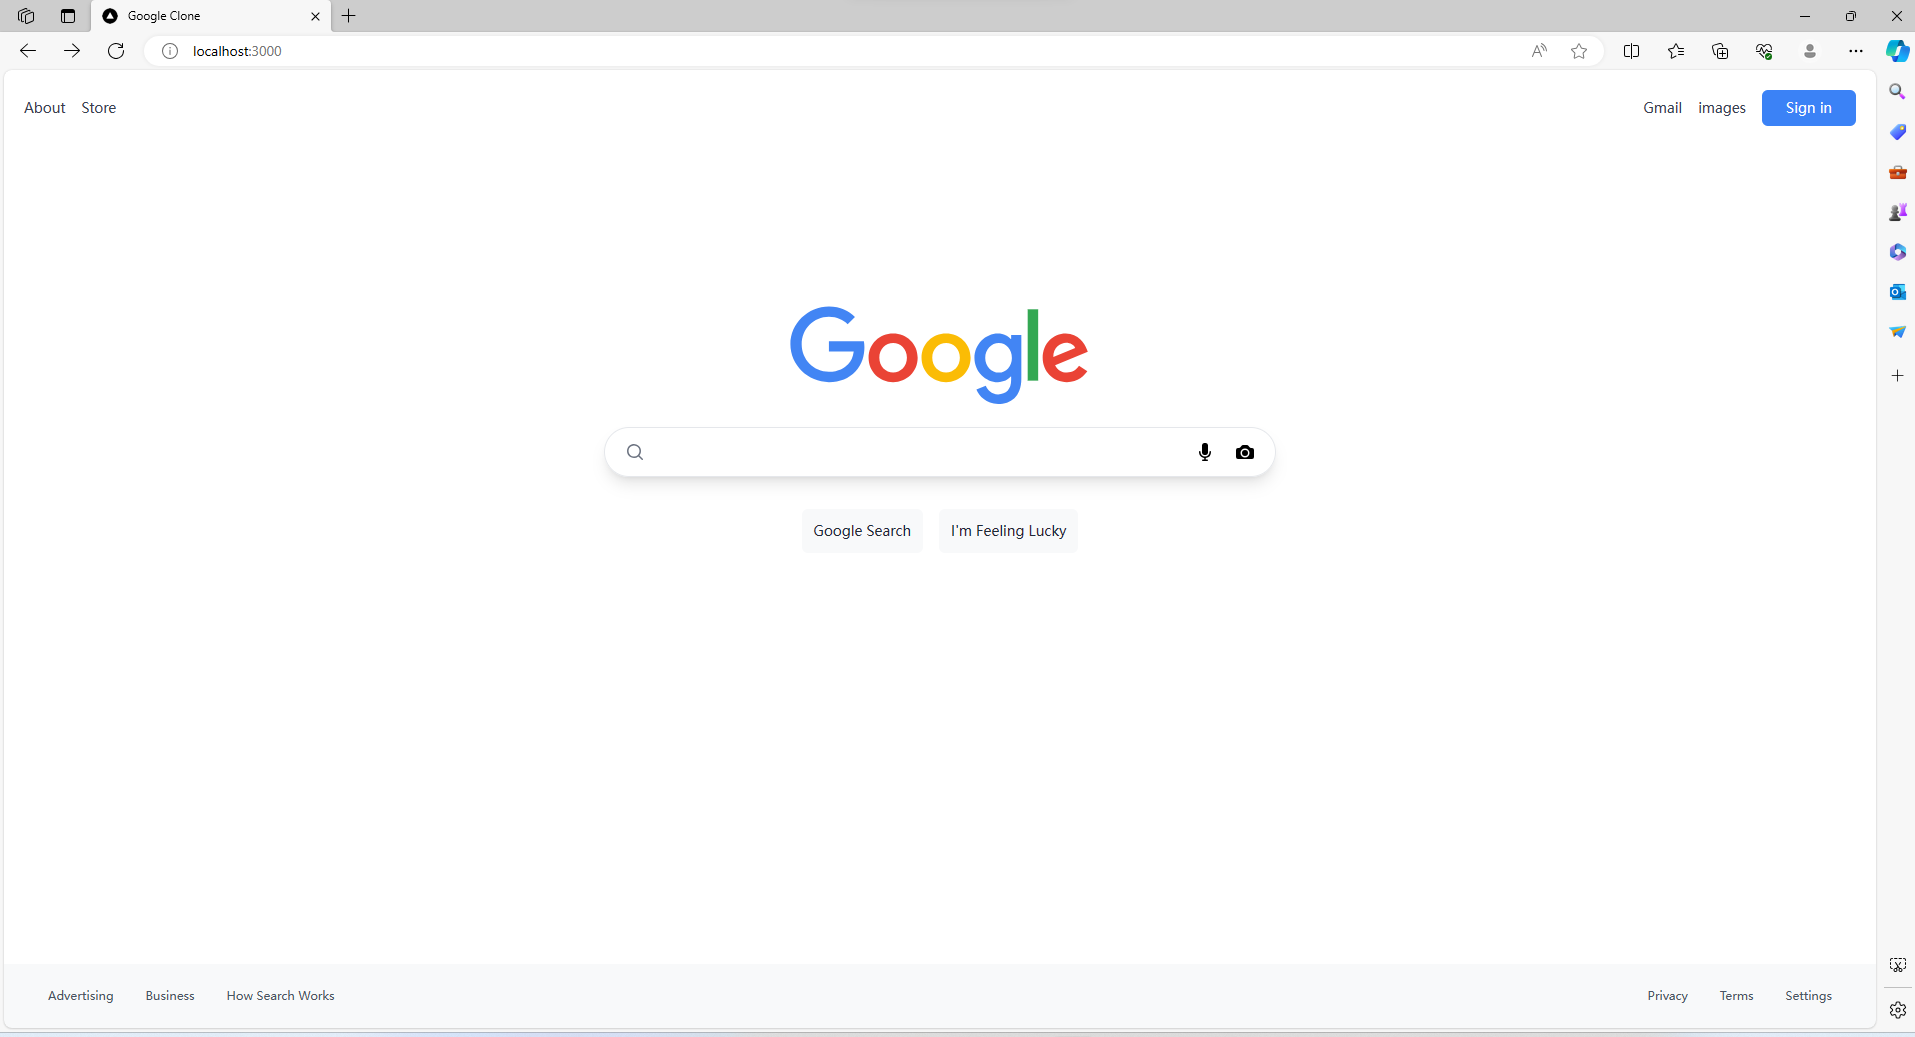 Google Clone
localhost:3000
About Store Gmail images Sign in
Google
Google Search I'm Feeling Lucky
Advertising Business How Search Works Privacy Terms Settings